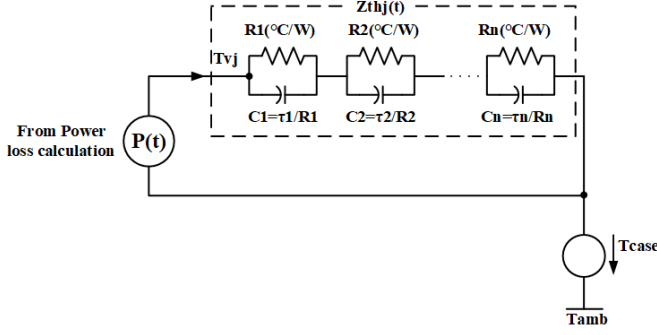 Zthj(t)
R1(°C/W) R2(°C/W) Rn(°C/W)
Tvj
C1=τ1/R1 C2=τ2/R2 Cn=τn/Rn
From Power
loss calculation
P(t)
Tcase
Tamb